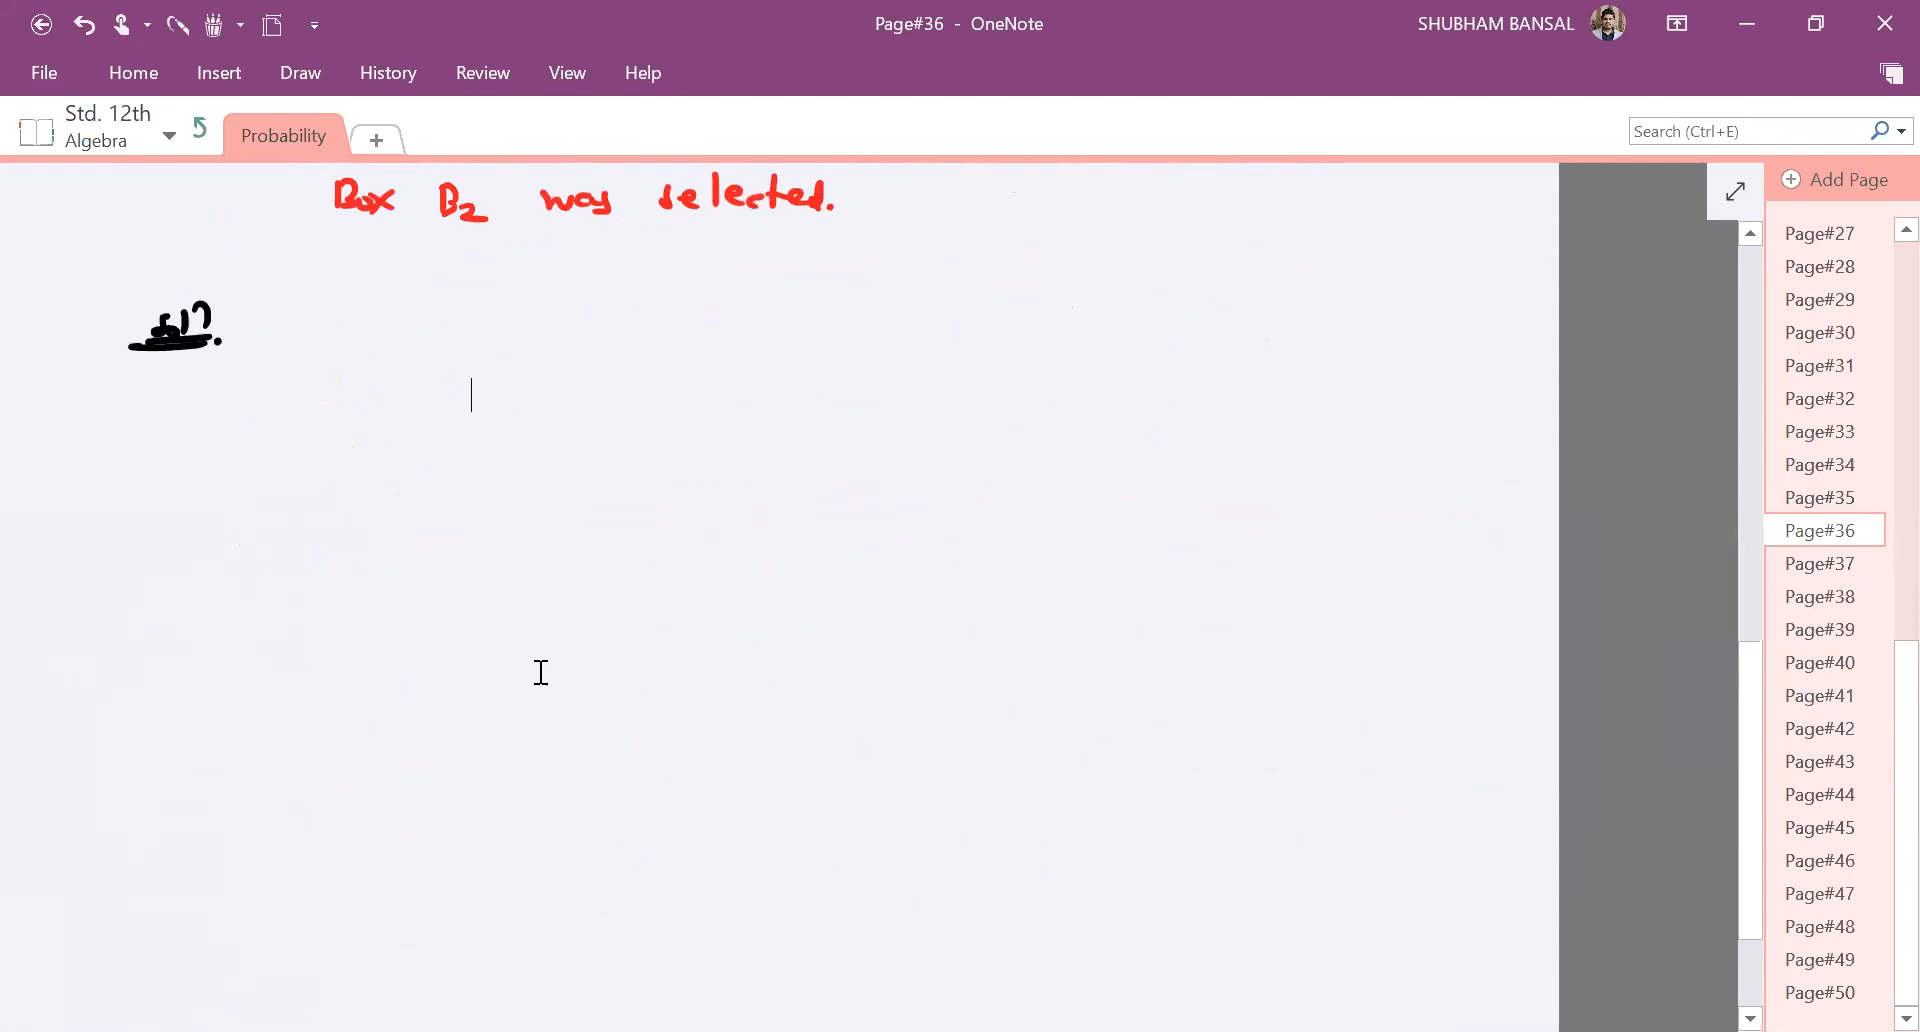 Page#36 - OneNote
SHUBHAM BANSAL
File Home Insert Draw History Review View Help
Std. 12th
Algebra
Probability
+
Search (Ctrl+E)
Add Page
Box B2 was selected.
Page#27
Page#28
Page#29
Page#30
Page#31
Page#32
Page#33
Page#34
Page#35
Page#36
Page#37
Page#38
Page#39
Page#40
Page#41
Page#42
Page#43
Page#44
Page#45
Page#46
Page#47
Page#48
Page#49
Page#50